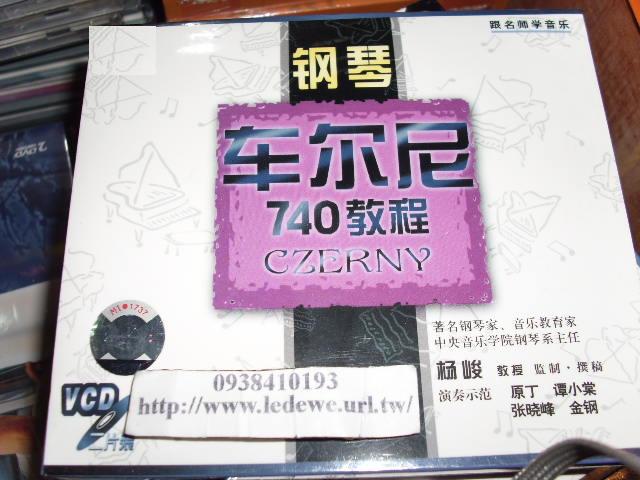 跟名师学音乐
钢琴
车尔尼
740教程
CZERNY
MI●1737
著名钢琴家、音乐教育家
中央音乐学院钢琴系主任
杨峻 教授 监制·撰稿
演奏示范 原丁 谭小棠
张晓峰 金钢
VCD
二片装
0938410193
http://www.ledewe.url.tw/